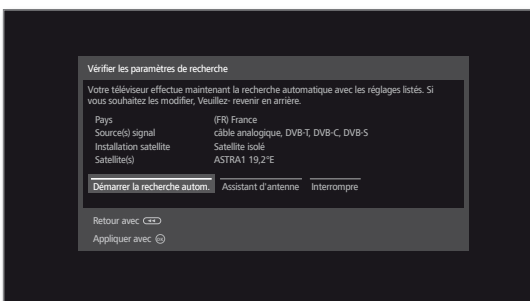 Vérifier les paramètres de recherche
Votre téléviseur effectue maintenant la recherche automatique avec les réglages listés. Si
vous souhaitez les modifier, Veuillez- revenir en arrière.
Pays (FR) France
Source(s) signal câble analogique, DVB-T, DVB-C, DVB-S
Installation satellite Satellite isolé
Satellite(s) ASTRA1 19,2°E
Démarrer la recherche autom. Assistant d'antenne Interrompre
Retour avec
Appliquer avec OK